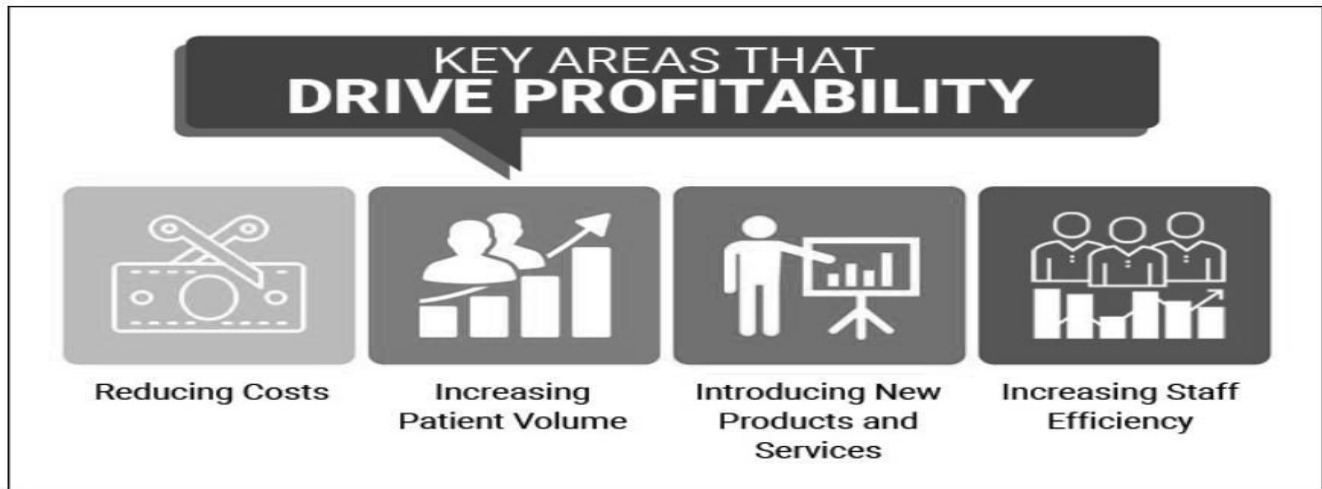 KEY AREAS THAT
DRIVE PROFITABILITY
Reducing Costs
Increasing
Patient Volume
Introducing New
Products and
Services
Increasing Staff
Efficiency